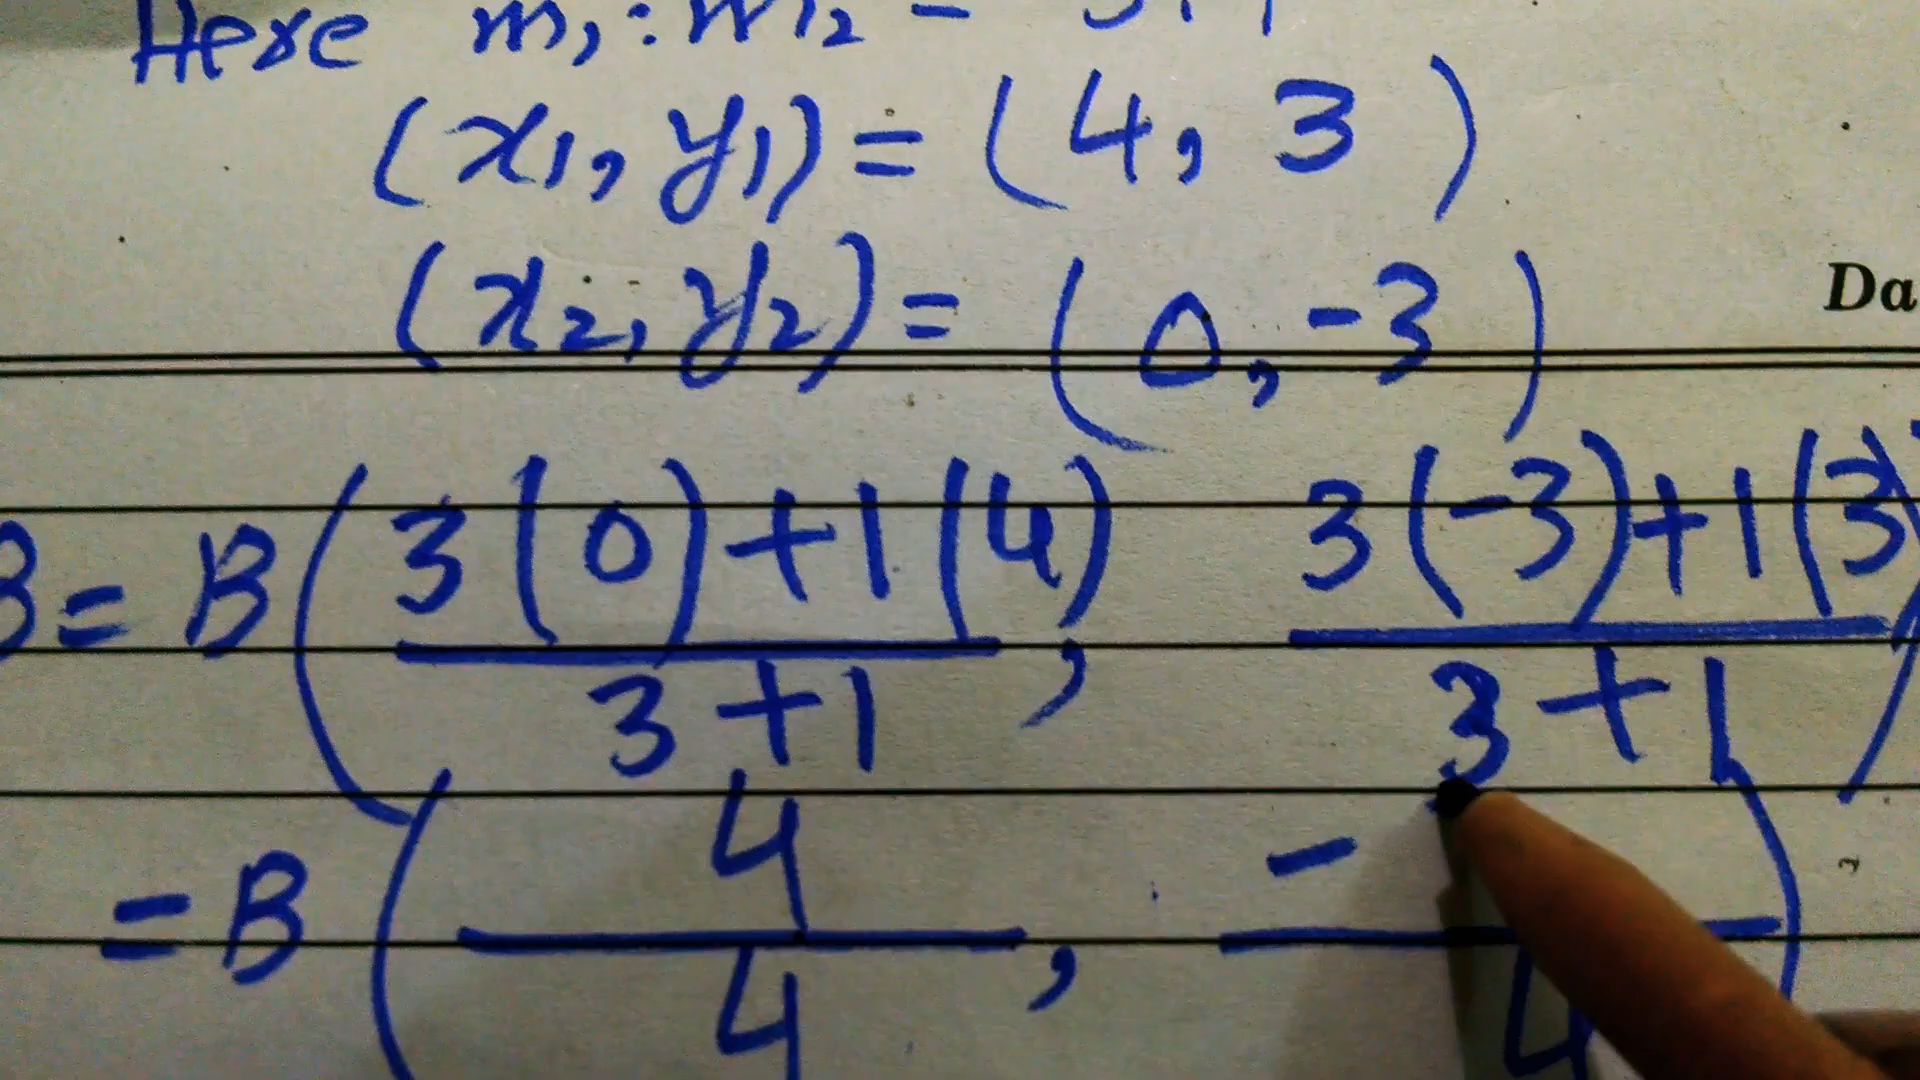 Here m₁ : m₂ = 3:1
(x₁, y₁) = (4, 3)
(x₂, y₂) = (0, -3)
Da
B = B(3(0)+1(4)/3+1, 3(-3)+1(3)/3+1)
= B(4/4, -/4)